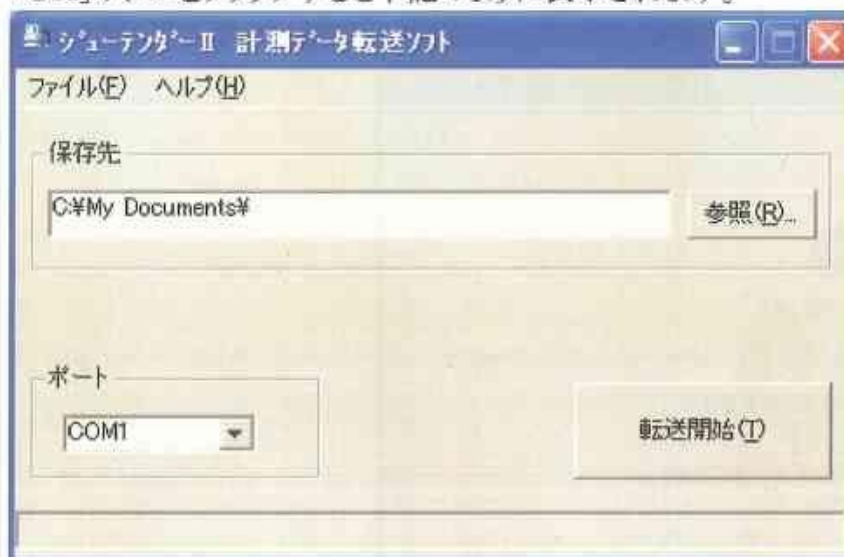 ジューテンダーⅡ 計測データ転送ソフト
ファイル(F) ヘルプ(H)
保存先
C:¥My Documents¥
参照(R)...
ポート
COM1
転送開始(T)